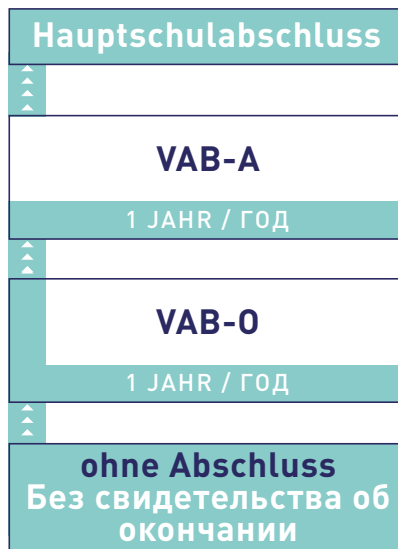 Hauptschulabschluss
VAB-A
1 JAHR / ГОД
VAB-O
1 JAHR / ГОД
ohne Abschluss
Без свидетельства об
окончании